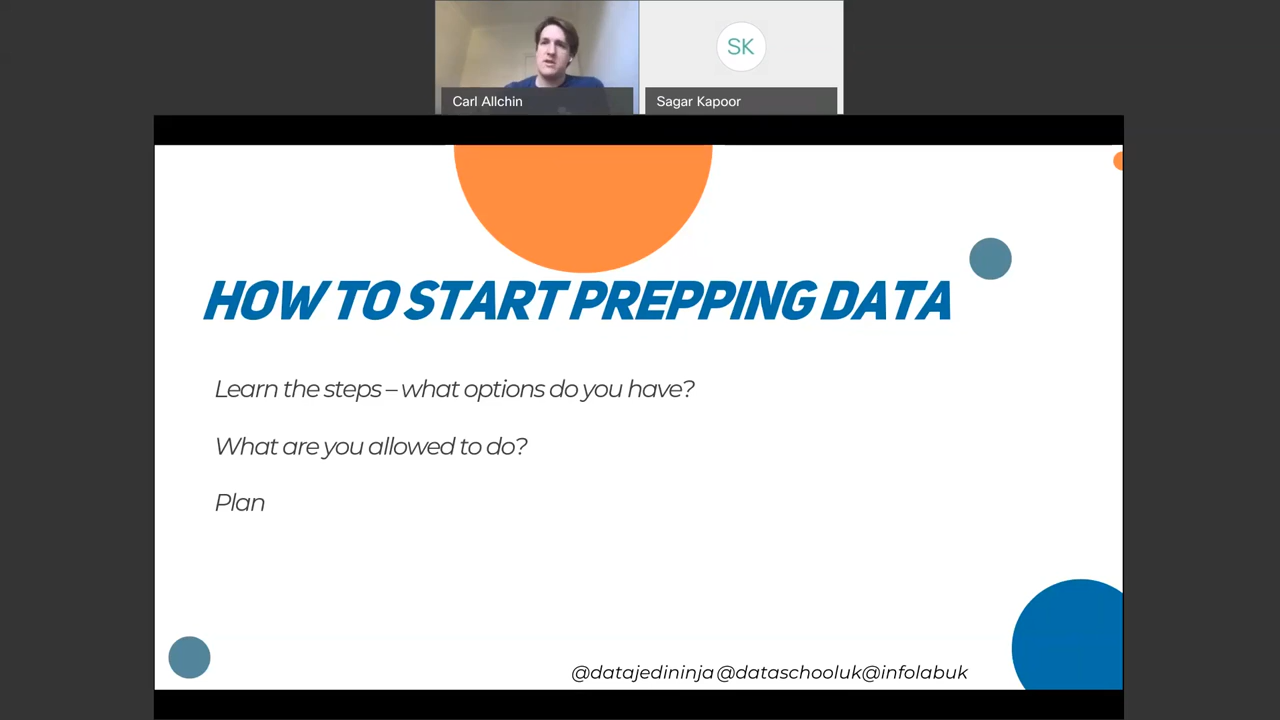 SK
Carl Allchin
Sagar Kapoor
HOW TO START PREPPING DATA
Learn the steps – what options do you have?
What are you allowed to do?
Plan
@datajedininja @dataschooluk@infolabuk